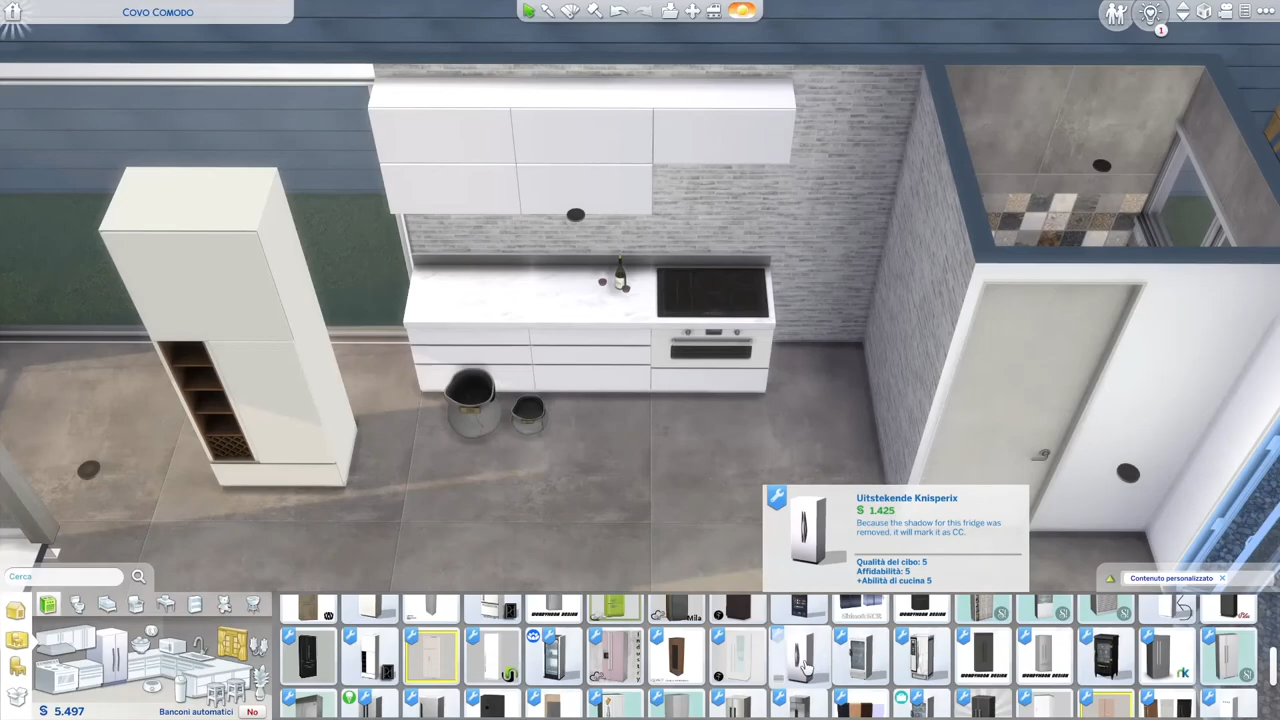 Covo Comodo
1
Uitstekende Knisperix
§ 1.425
Because the shadow for this fridge was
removed, it will mark it as CC.
Qualità del cibo: 5
Affidabilità: 5
+Abilità di cucina 5
Cerca
Contenuto personalizzato
§ 5.497
Banconi automatici
No